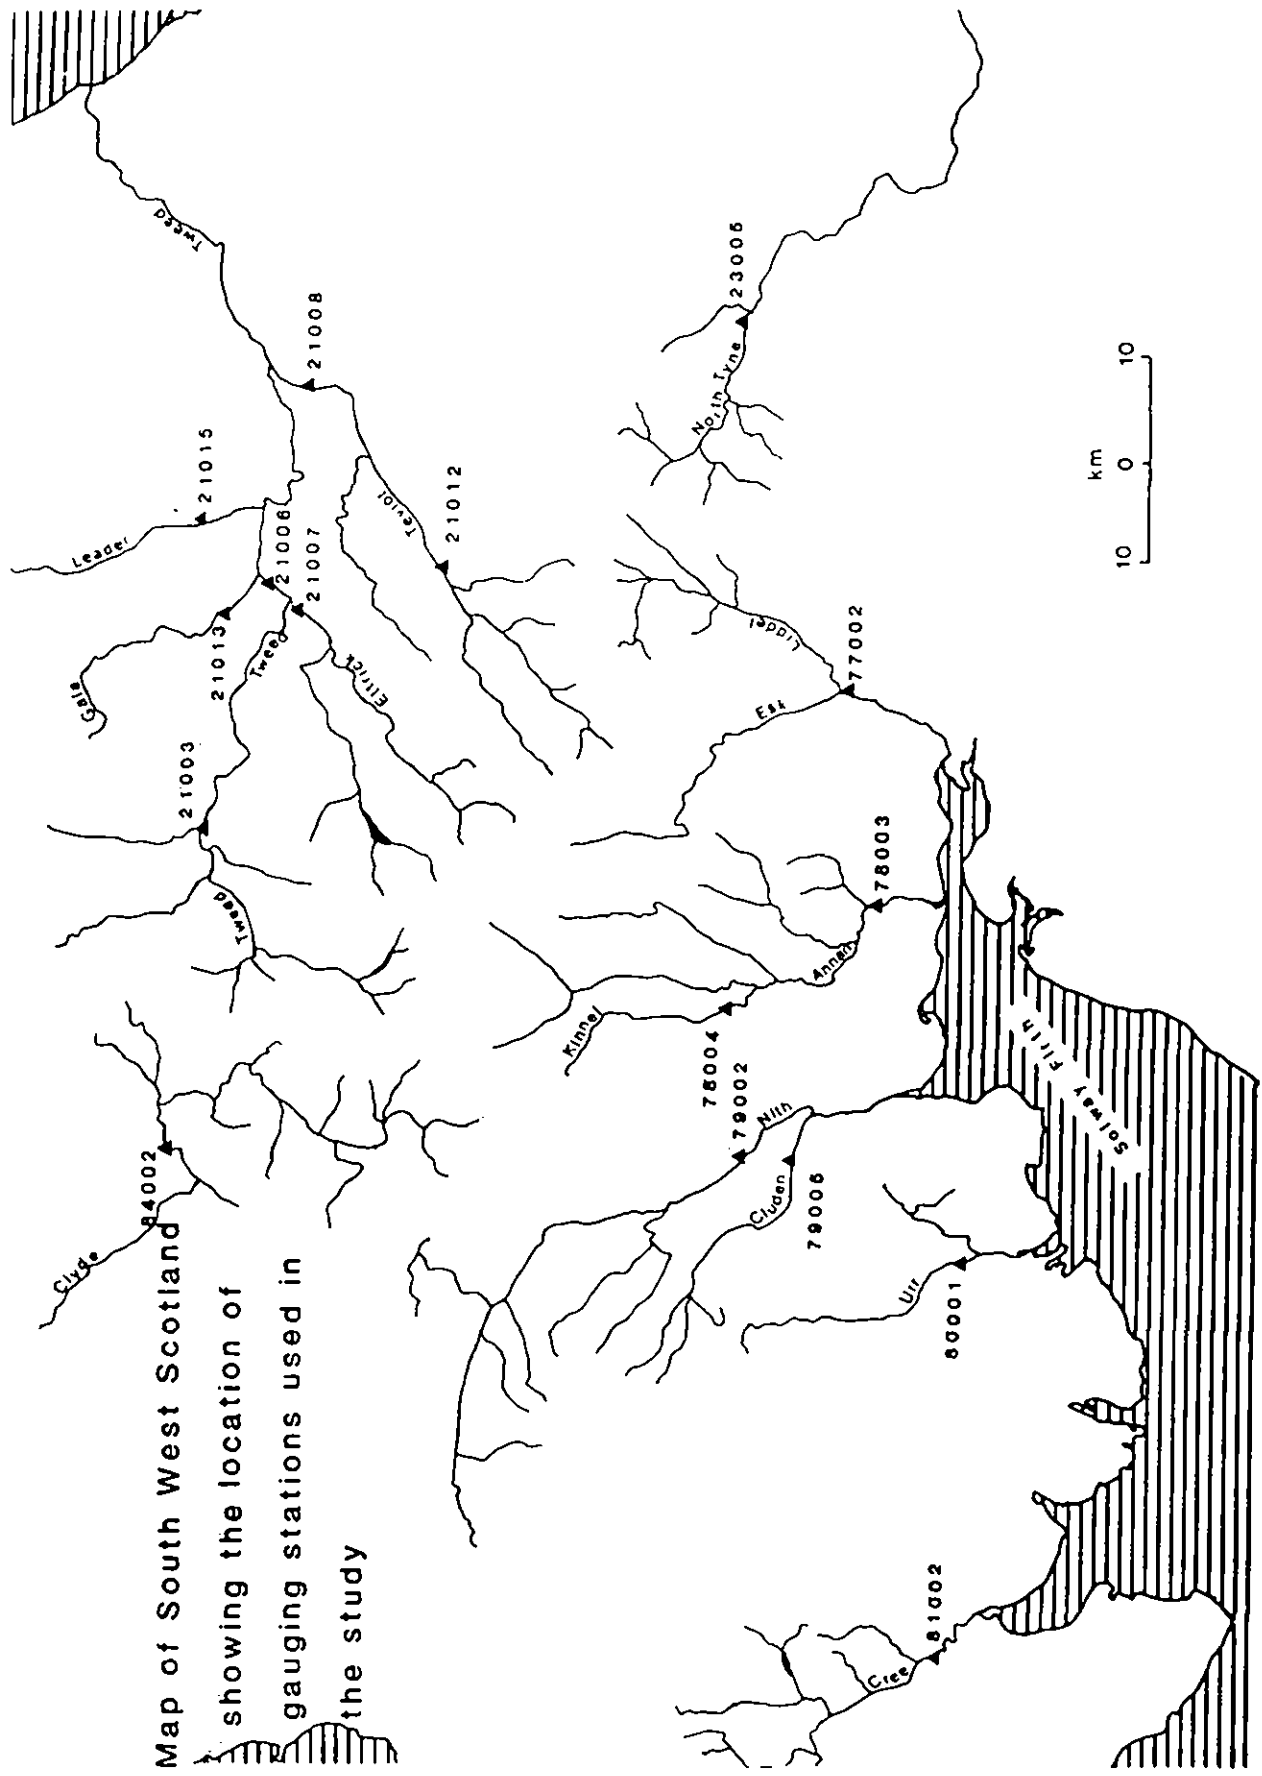 Map of South West Scotland
showing the location of
gauging stations used in
the study
Clyde
84002
Tweed
21003
Gala
21013
Tweed
Ettrick
21006
21007
Leader
21015
Teviot
21012
21008
Tweed
North Tyne
23005
Liddel
Esk
77002
Kinnel
78004
Annan
78003
79002
Nith
Cluden
79005
Urr
80001
Cree
81002
Solway Firth
km
10 0 10